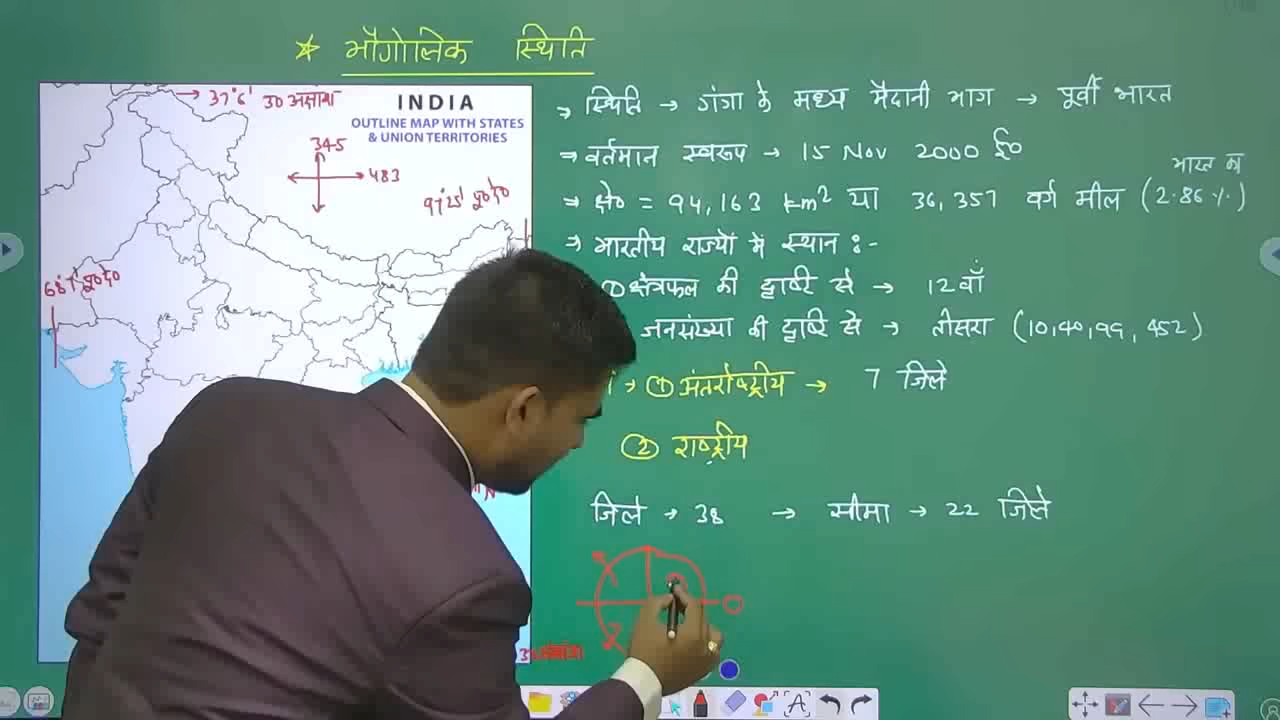 ★ भौगोलिक स्थिति
→ 37°6' उ० अक्षांश
INDIA
OUTLINE MAP WITH STATES
& UNION TERRITORIES
345
483
97°25' पू०दे०
68°7' पू०दे०
→ स्थिति → गंगा के मध्य मैदानी भाग → पूर्वी भारत
→ वर्तमान स्वरूप → 15 Nov 2000 ई०
भारत का
→ क्षे० = 94,163 km² या 36,357 वर्ग मील (2.86%)
→ भारतीय राज्यों में स्थान :-
क्षेत्रफल की दृष्टि से → 12वाँ
जनसंख्या की दृष्टि से → तीसरा (10,40,99,452)
→ ① अंतर्राष्ट्रीय → 7 जिले
② राष्ट्रीय
जिले → 38 → सीमा → 22 जिले